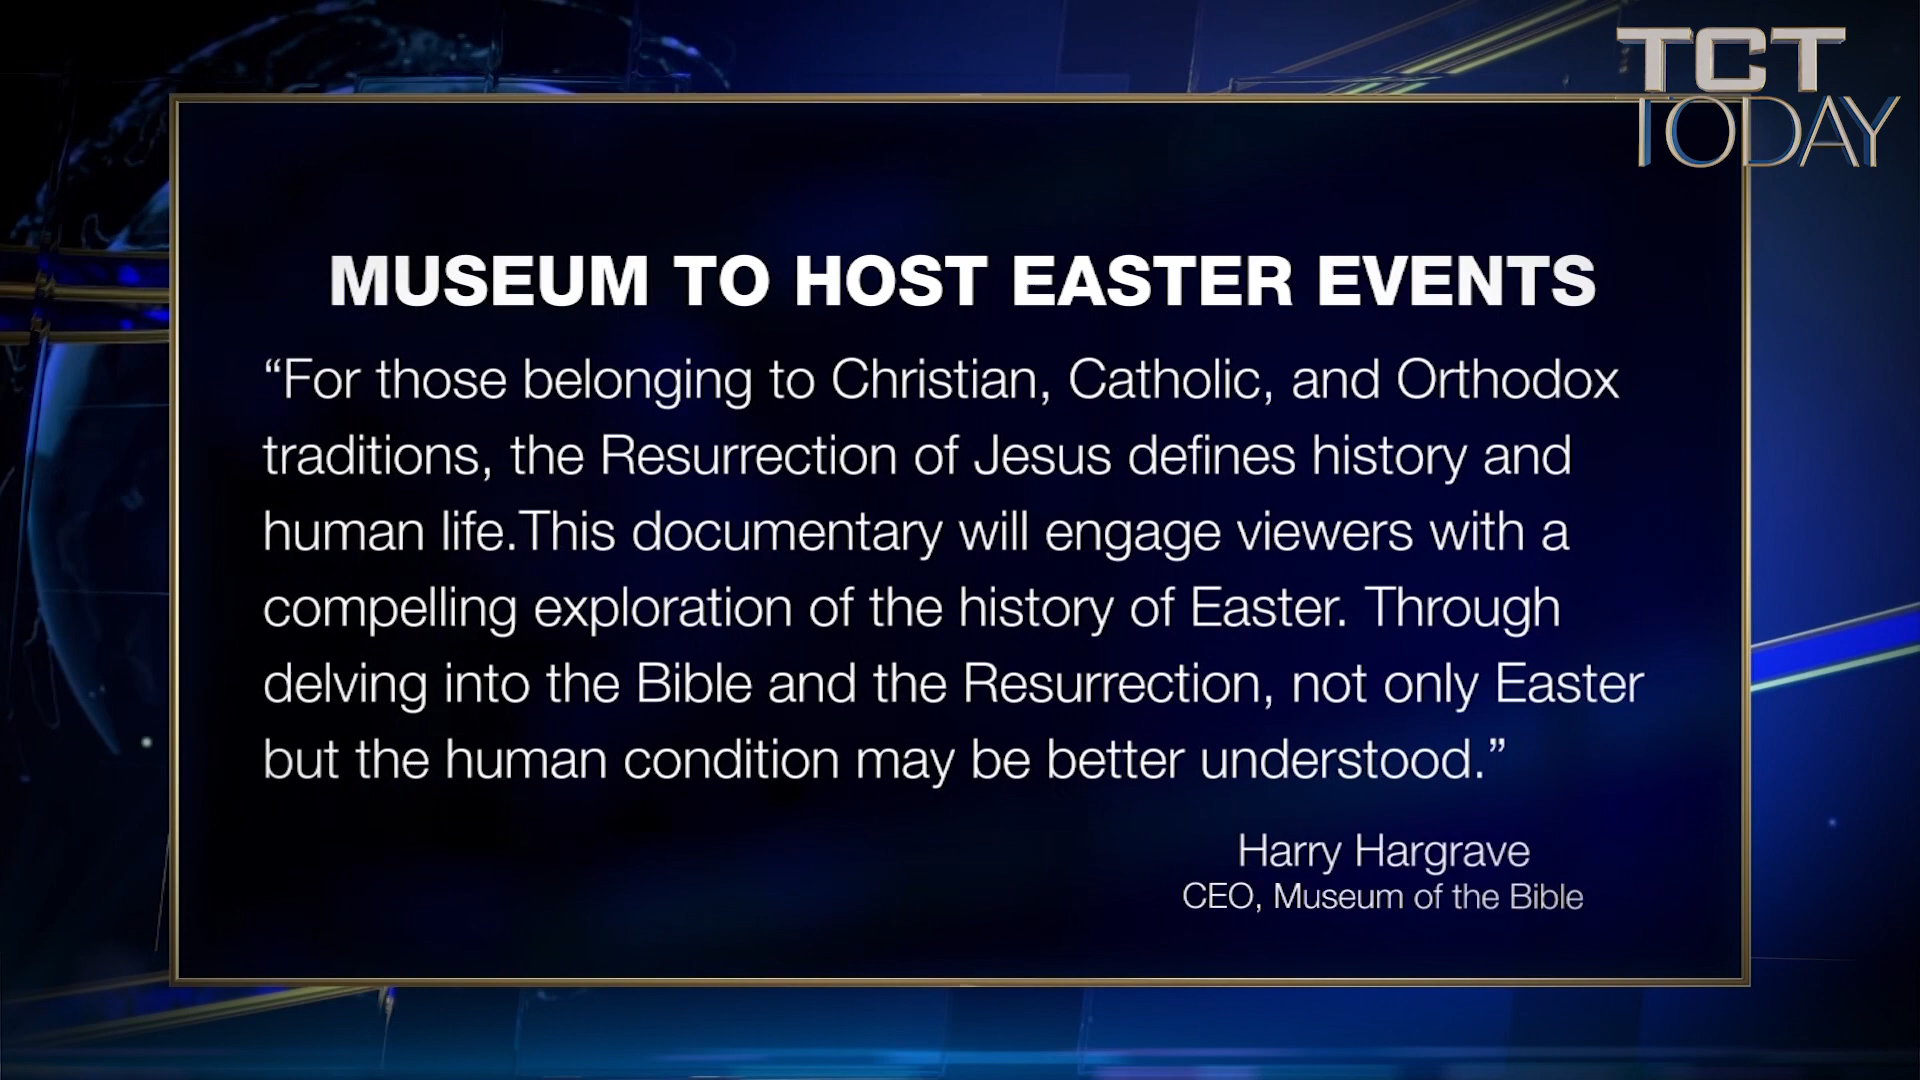 TCT
TODAY
MUSEUM TO HOST EASTER EVENTS
“For those belonging to Christian, Catholic, and Orthodox
traditions, the Resurrection of Jesus defines history and
human life.This documentary will engage viewers with a
compelling exploration of the history of Easter. Through
delving into the Bible and the Resurrection, not only Easter
but the human condition may be better understood.”
Harry Hargrave
CEO, Museum of the Bible